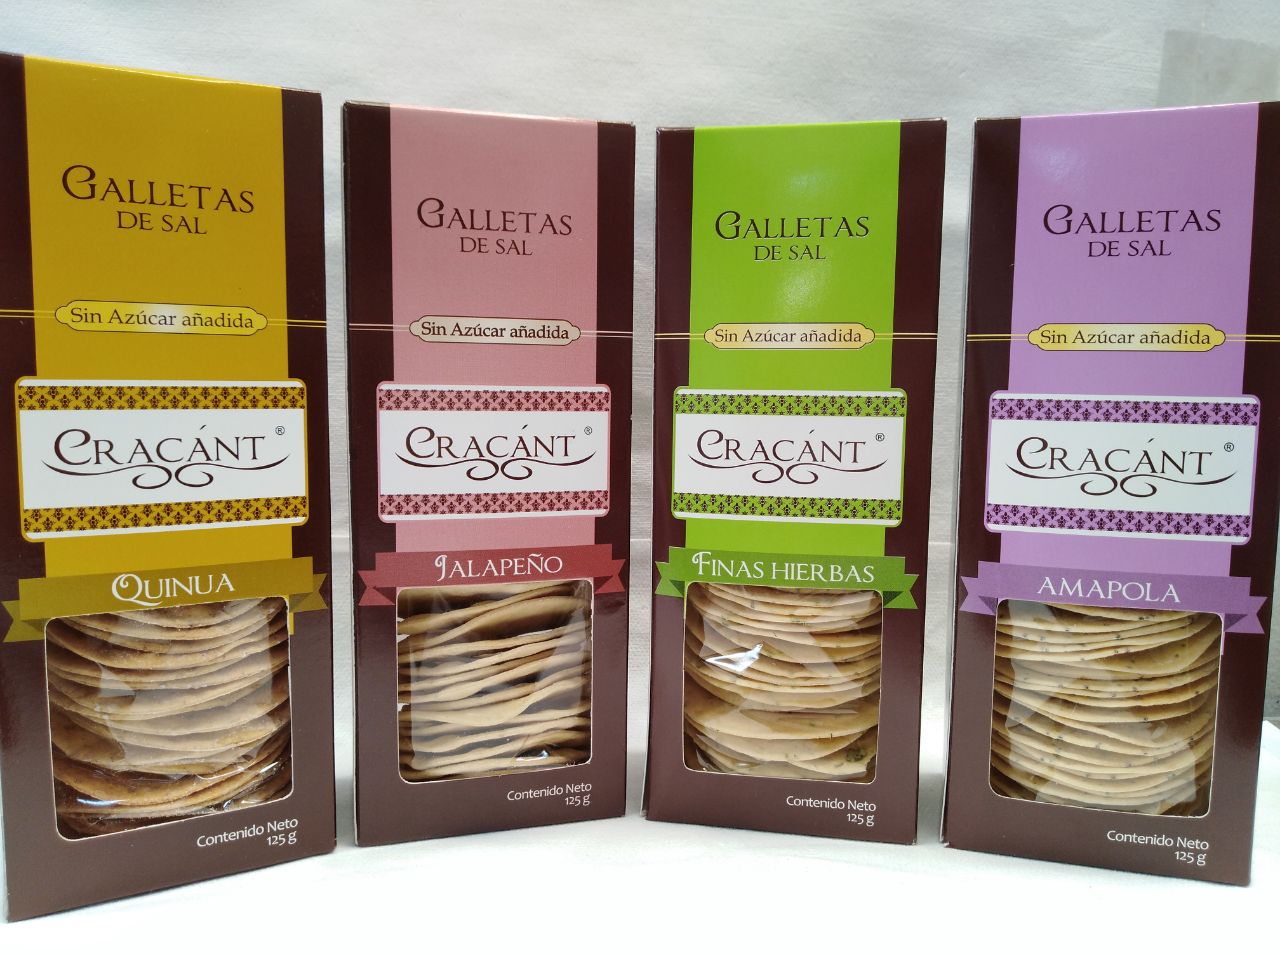 GALLETAS
DE SAL
Sin Azúcar añadida
CRACÁNT ®
QUINUA
Contenido Neto
125 g
GALLETAS
DE SAL
Sin Azúcar añadida
CRACÁNT ®
JALAPEÑO
Contenido Neto
125 g
GALLETAS
DE SAL
Sin Azúcar añadida
CRACÁNT ®
FINAS HIERBAS
Contenido Neto
125 g
GALLETAS
DE SAL
Sin Azúcar añadida
CRACÁNT ®
AMAPOLA
Contenido Neto
125 g